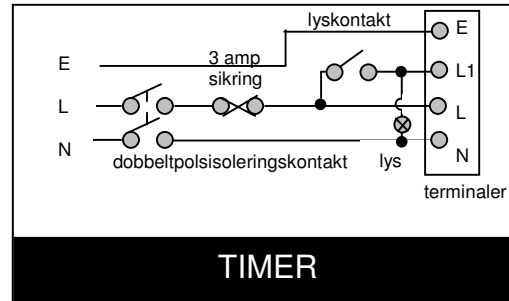 lyskontakt
E
E
3 amp
sikring
L1
L
L
N
N
dobbeltpolsisoleringskontakt
lys
terminaler
TIMER